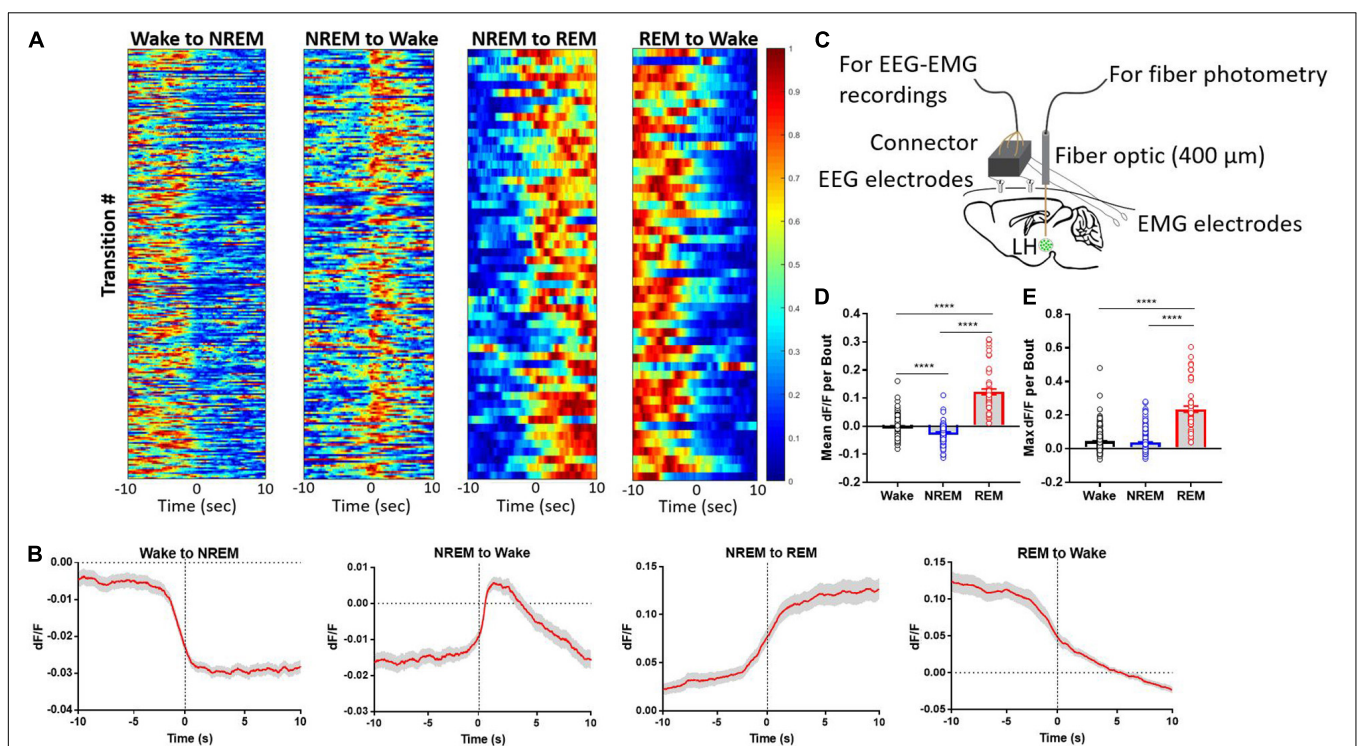 A
Wake to NREM
NREM to Wake
NREM to REM
REM to Wake
Transition #
1
0.9
0.8
0.7
0.6
0.5
0.4
0.3
0.2
0.1
0
-10 0 10
Time (sec)
-10 0 10
Time (sec)
-10 0 10
Time (sec)
-10 0 10
Time (sec)
C
For EEG-EMG
recordings
For fiber photometry
Connector
Fiber optic (400 µm)
EEG electrodes
EMG electrodes
LH
D
Mean dF/F per Bout
0.4
0.3
0.2
0.1
0.0
-0.1
-0.2
****
****
****
Wake NREM REM
E
Max dF/F per Bout
0.8
0.6
0.4
0.2
0.0
-0.2
****
****
Wake NREM REM
B
Wake to NREM
dF/F
0.00
-0.01
-0.02
-0.03
-0.04
-10 -5 0 5 10
Time (s)
NREM to Wake
dF/F
0.01
0.00
-0.01
-0.01
-0.03
-10 -5 0 5 10
Time (s)
NREM to REM
dF/F
0.15
0.10
0.05
0.00
-10 -5 0 5 10
Time (s)
REM to Wake
dF/F
0.15
0.10
0.05
0.00
-0.05
-10 -5 0 5 10
Time (s)